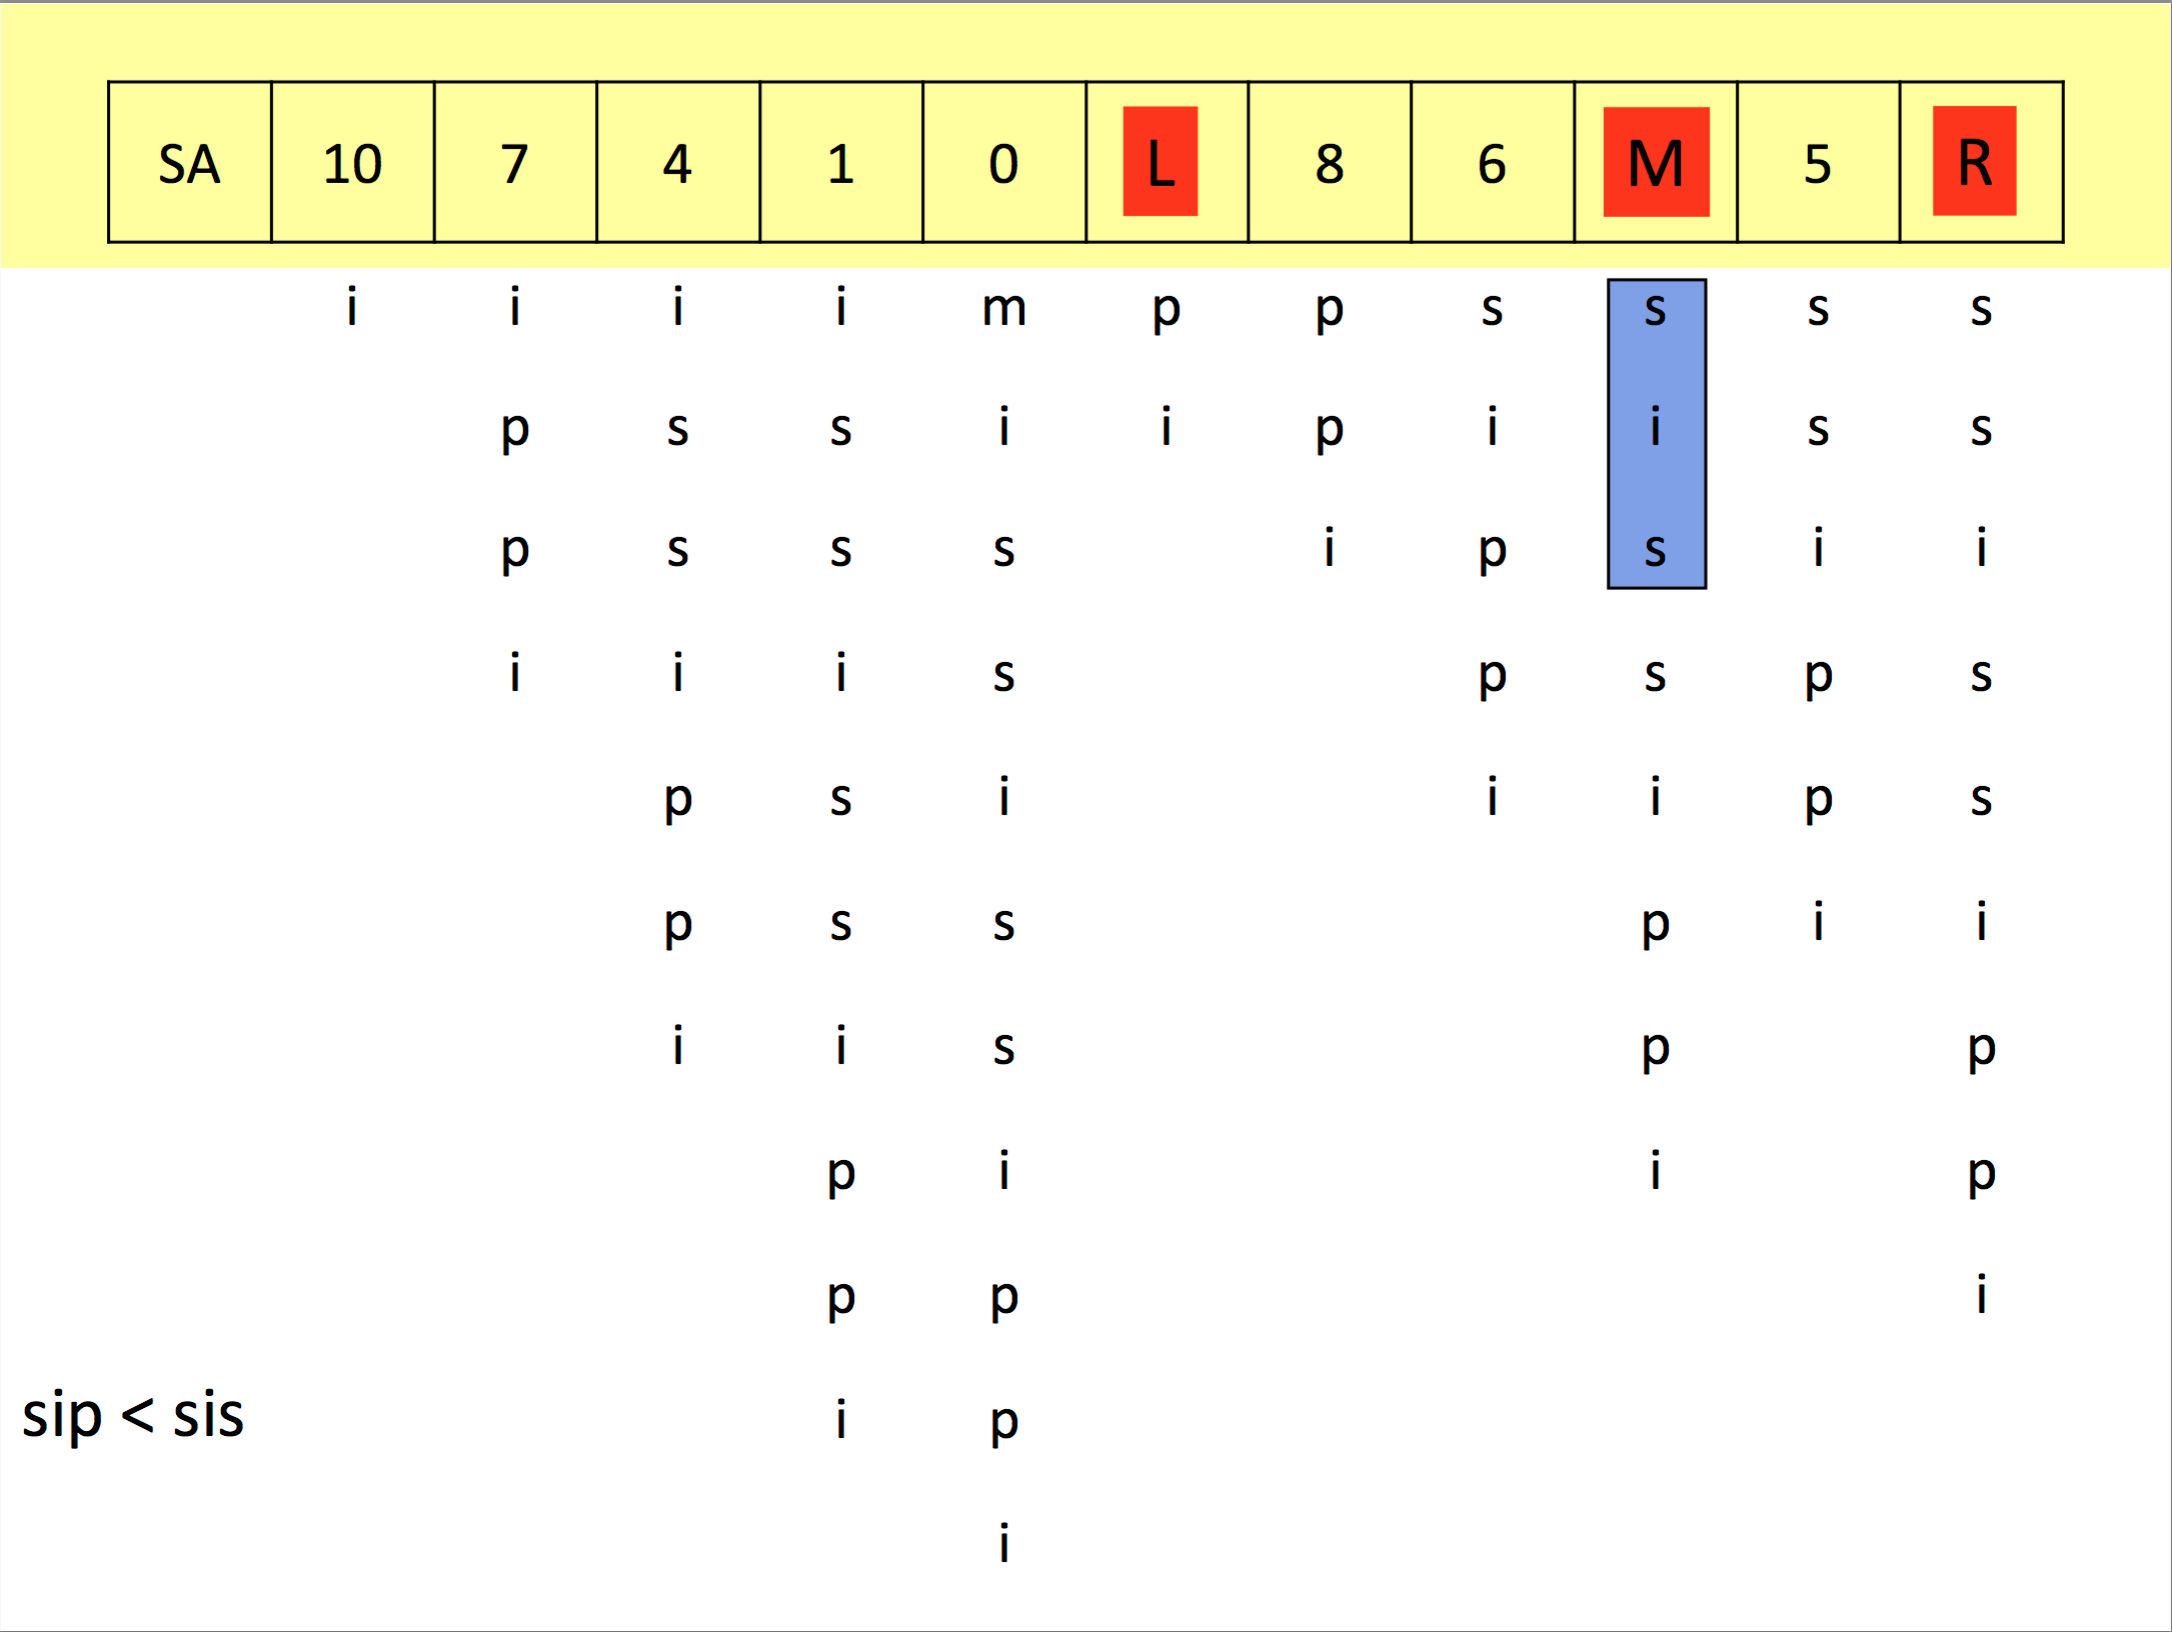 SA 10 7 4 1 0 L 8 6 M 5 R
i i i i m p p s s s s
p s s i i p i i s s
p s s s i p s i i
i i i s p s p s
p s i i i p s
p s s p i i
i i s p p
p i i p
p p i
sip < sis i p
i